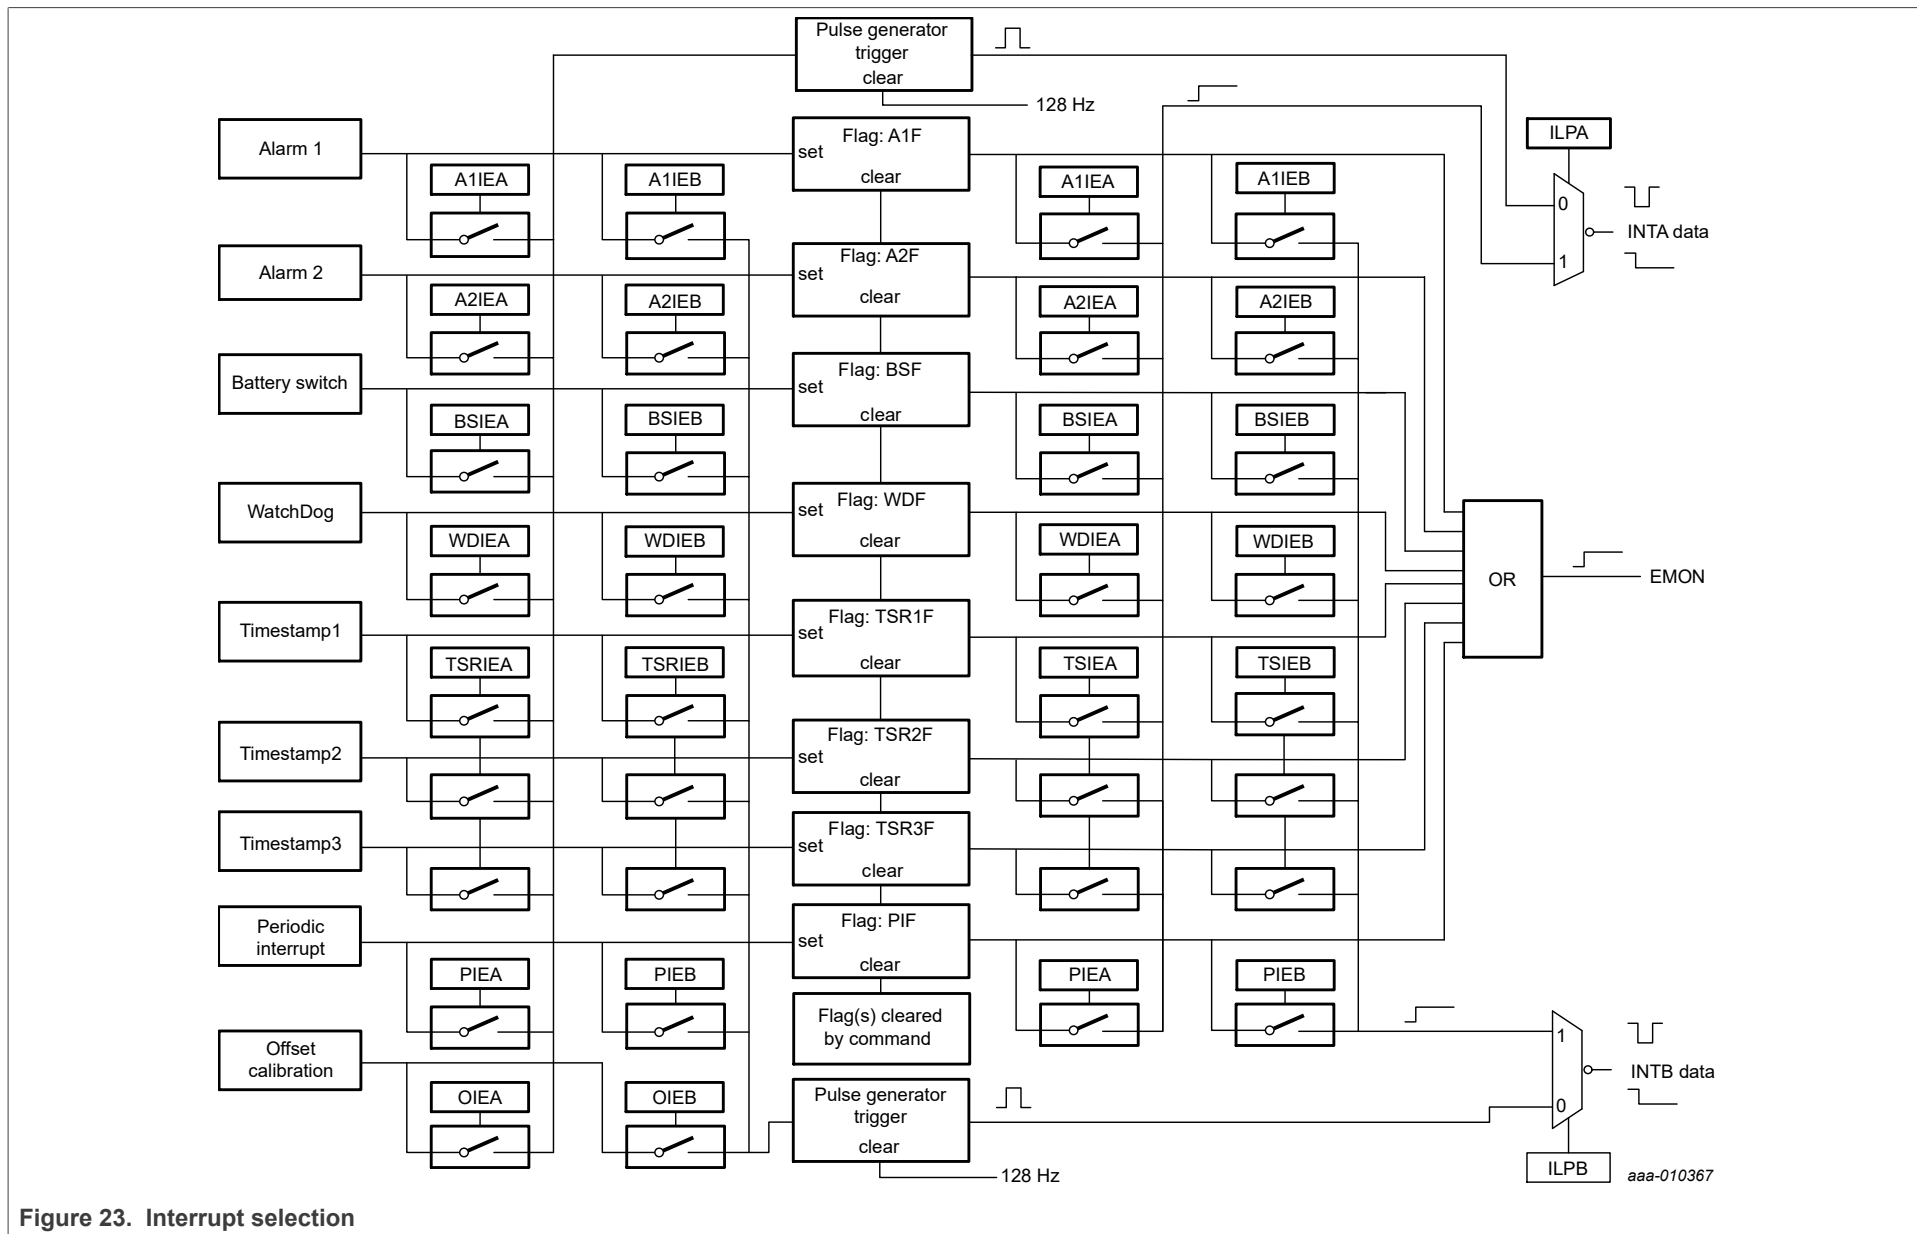 Pulse generator
trigger
clear
128 Hz
Alarm 1
A1IEA
A1IEB
Flag: A1F
set
clear
A1IEA
A1IEB
ILPA
0
1
INTA data
Alarm 2
A2IEA
A2IEB
Flag: A2F
set
clear
A2IEA
A2IEB
Battery switch
BSIEA
BSIEB
Flag: BSF
set
clear
BSIEA
BSIEB
WatchDog
WDIEA
WDIEB
Flag: WDF
set
clear
WDIEA
WDIEB
OR
EMON
Timestamp1
TSRIEA
TSRIEB
Flag: TSR1F
set
clear
TSIEA
TSIEB
Timestamp2
Flag: TSR2F
set
clear
Timestamp3
Flag: TSR3F
set
clear
Periodic
interrupt
PIEA
PIEB
Flag: PIF
set
clear
PIEA
PIEB
Flag(s) cleared
by command
Offset
calibration
OIEA
OIEB
Pulse generator
trigger
clear
128 Hz
1
0
INTB data
ILPB
aaa-010367
Figure 23. Interrupt selection